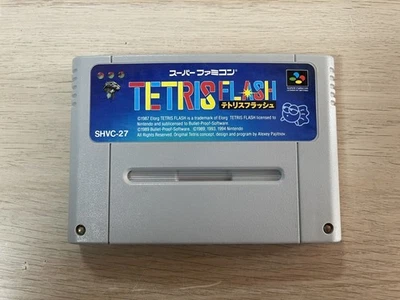 スーパーファミコン
TETRIS FLASH
テトリスフラッシュ
©1987 Elorg TETRIS FLASH is a trademark of Elorg TETRIS FLASH licensed to
Nintendo and sublicensed to Bullet-Proof-Software
©1989 Bullet-Proof-Software ©1989, 1993, 1994 Nintendo.
All Rights Reserved. Original Tetris concept, design and program by Alexey Pazhitnov.
SHVC-27